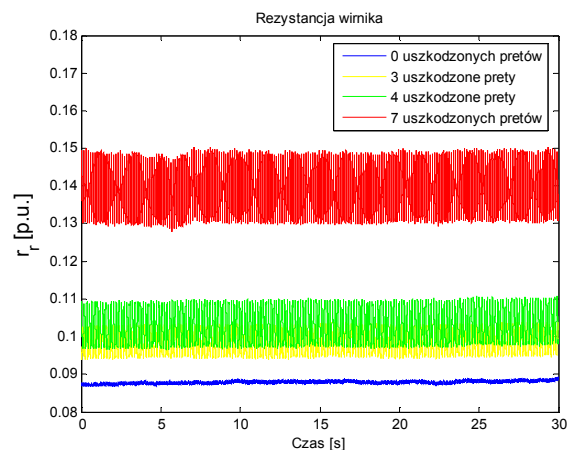 Rezystancja wirnika
0.18
0.17
0.16
0.15
0.14
0.13
0.12
0.11
0.1
0.09
0.08
r_r [p.u.]
0 uszkodzonych pretów
3 uszkodzone prety
4 uszkodzone prety
7 uszkodzonych pretów
0 5 10 15 20 25 30
Czas [s]